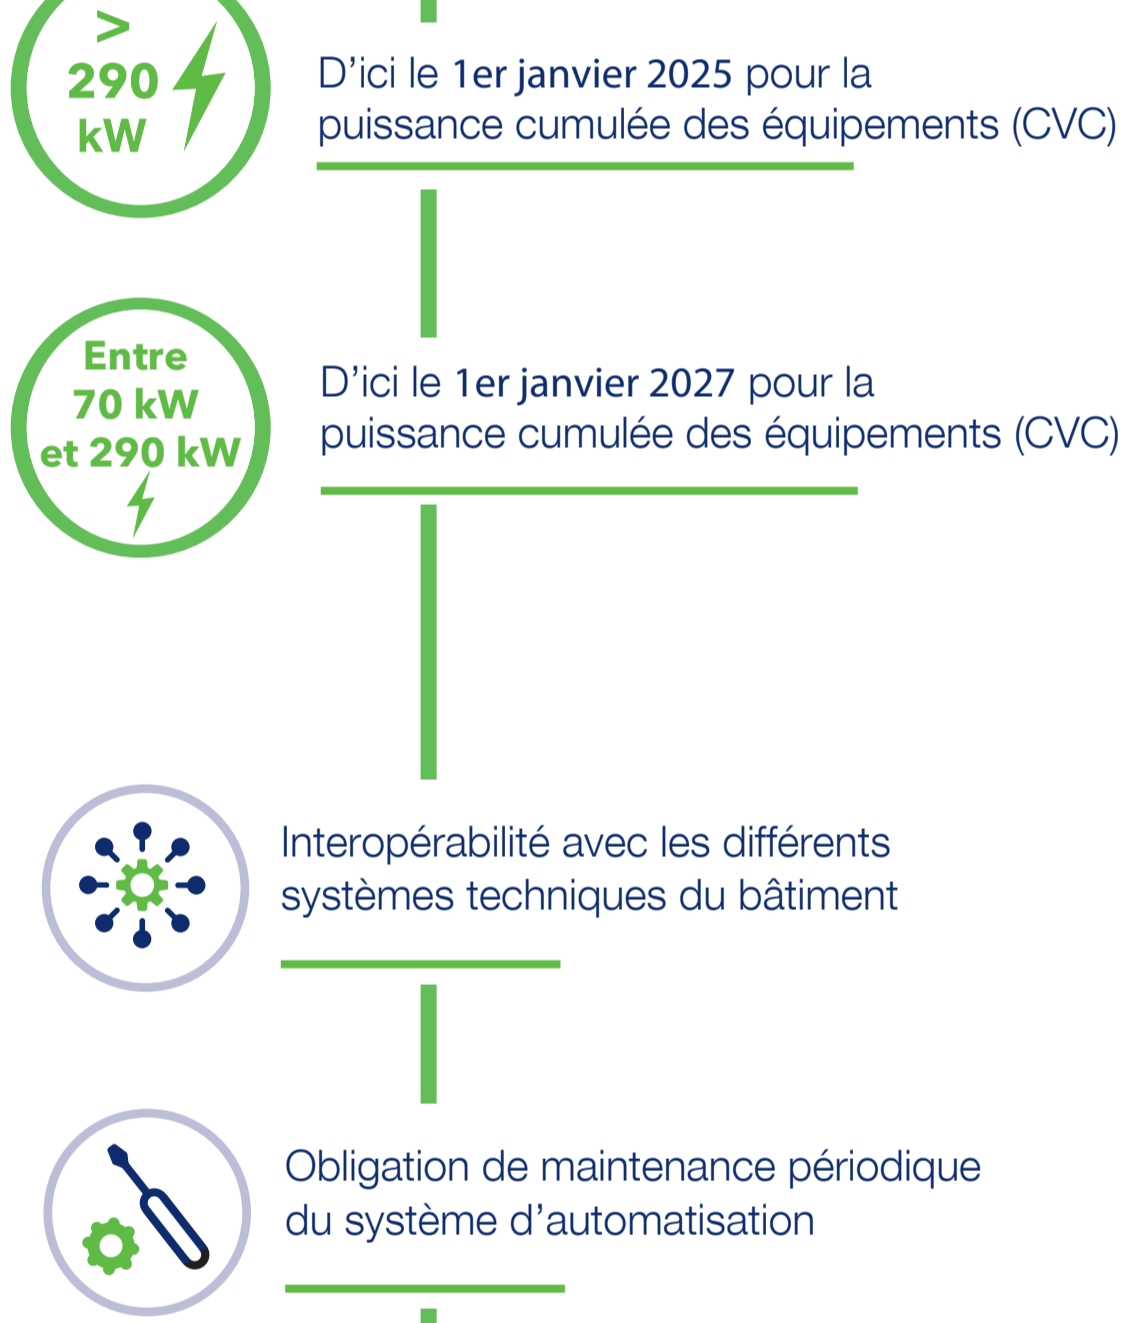 >
290
kW
D’ici le 1er janvier 2025 pour la
puissance cumulée des équipements (CVC)
Entre
70 kW
et 290 kW
D’ici le 1er janvier 2027 pour la
puissance cumulée des équipements (CVC)
Interopérabilité avec les différents
systèmes techniques du bâtiment
Obligation de maintenance périodique
du système d’automatisation